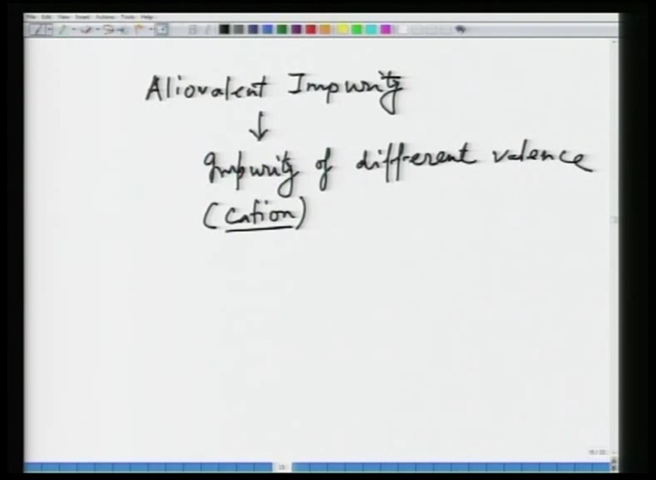 Aliovalent Impurity
↓
Impurity of different valence
(cation)